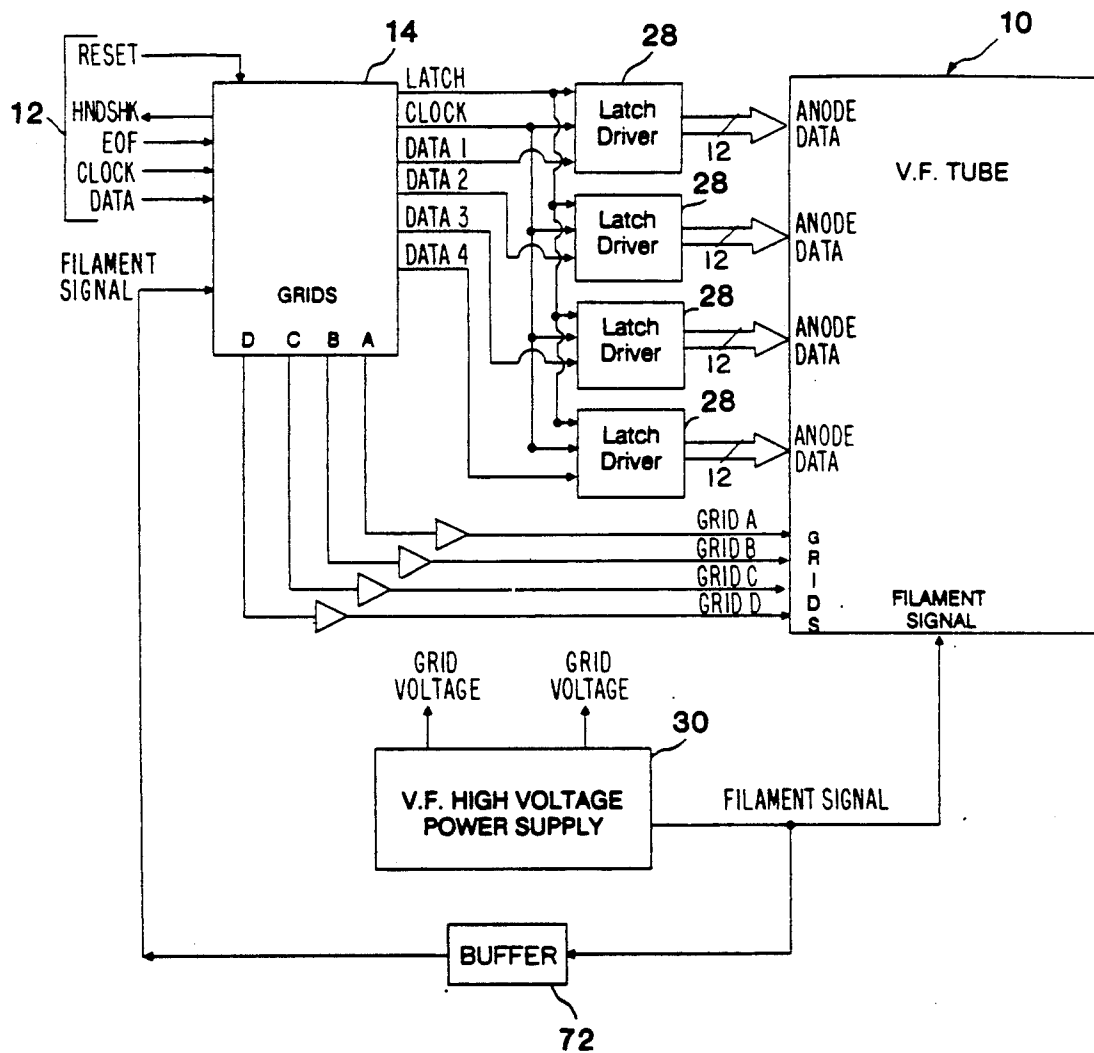 12
RESET
HNDSHK
EOF
CLOCK
DATA
FILAMENT
SIGNAL
14
GRIDS
D C B A
LATCH
CLOCK
DATA 1
DATA 2
DATA 3
DATA 4
28
Latch
Driver
12
28
Latch
Driver
12
28
Latch
Driver
12
28
Latch
Driver
12
10
V.F. TUBE
ANODE
DATA
ANODE
DATA
ANODE
DATA
ANODE
DATA
GRID A
GRID B
GRID C
GRID D
GRIDS
FILAMENT
SIGNAL
GRID
VOLTAGE
GRID
VOLTAGE
30
V.F. HIGH VOLTAGE
POWER SUPPLY
FILAMENT SIGNAL
BUFFER
72